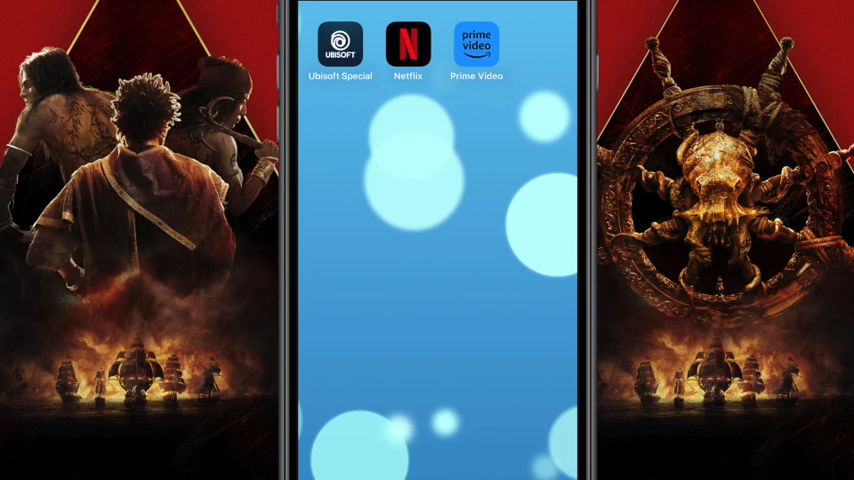 UBISOFT
N
prime
video
Ubisoft Special
Netflix
Prime Video